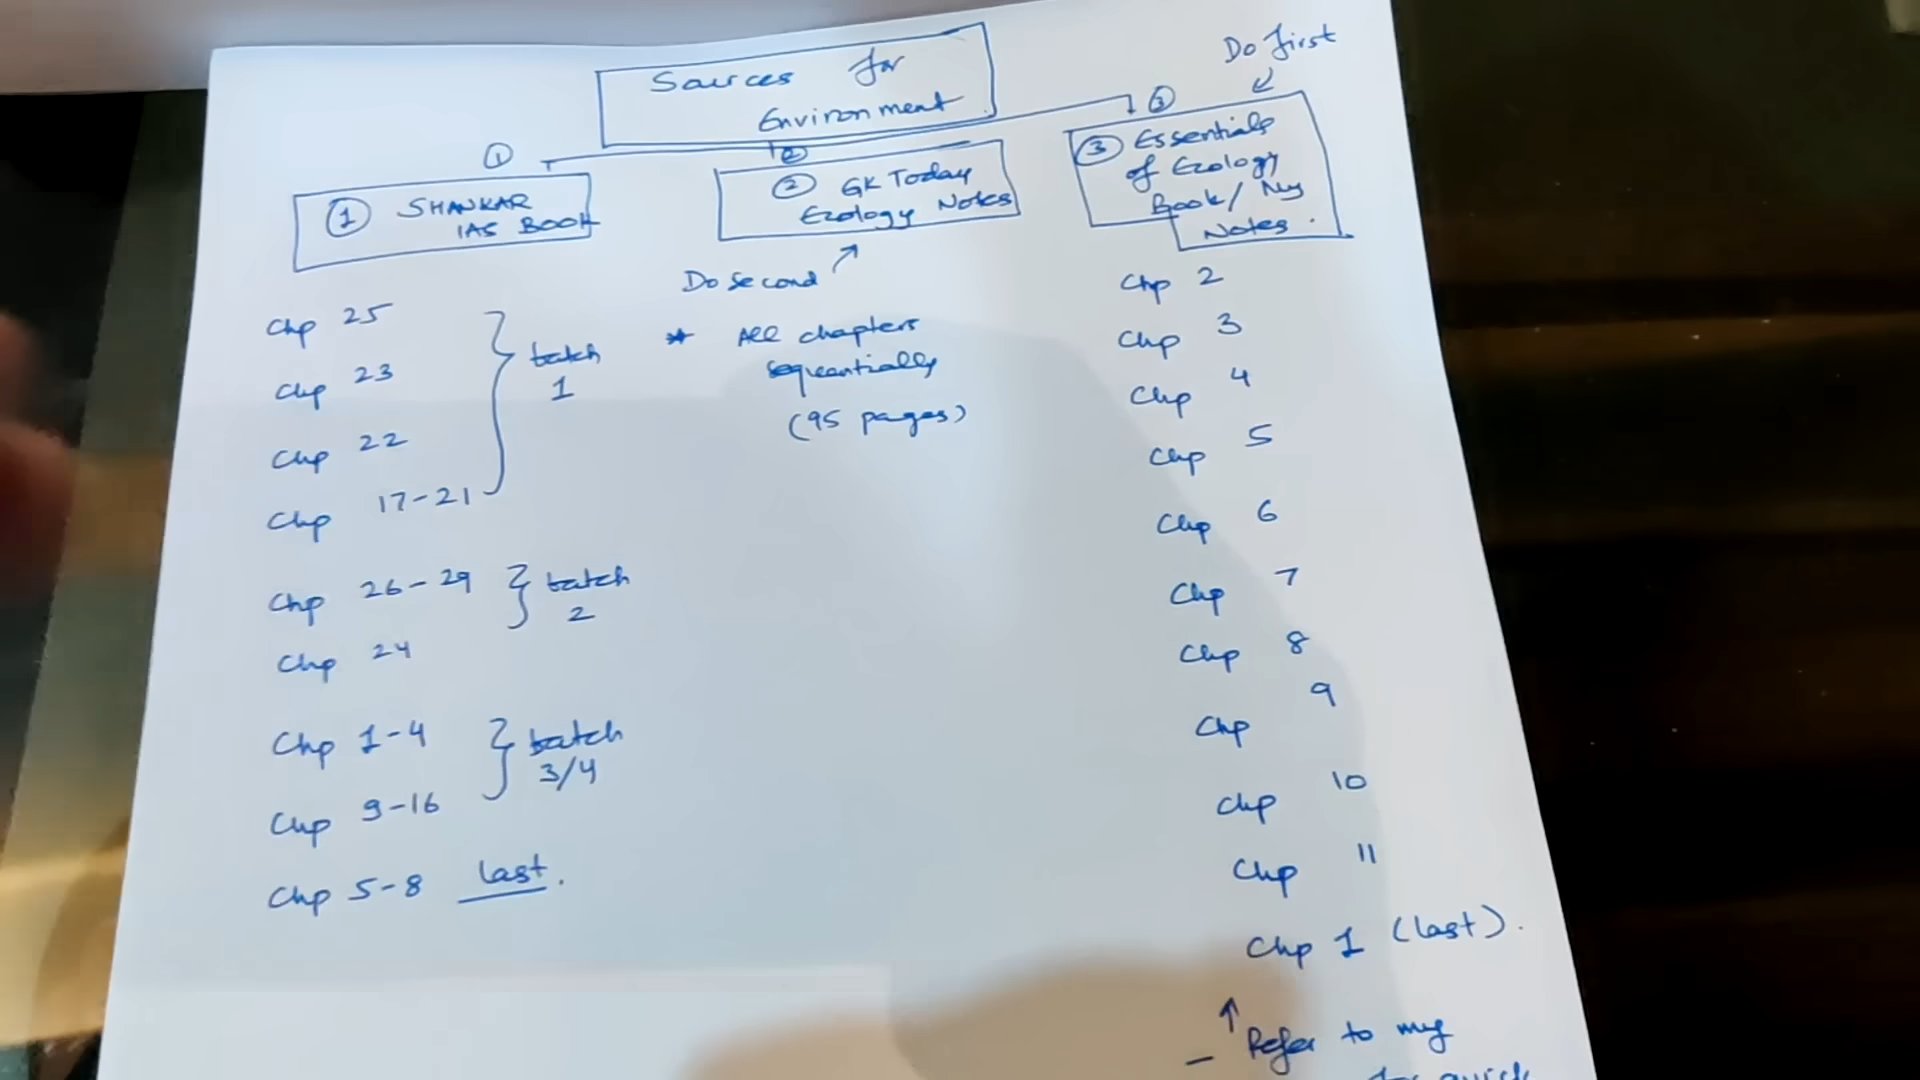 Sources for
Environment
Do first
①
① SHANKAR
IAS BOOK
②
② GK Today
Ecology Notes
③
③ Essentials
of Ecology
Book/ My
Notes.
Do second
Chp 25
Chp 23
Chp 22
Chp 17-21
batch
1
Chp 26-29
batch
2
Chp 24
Chp 1-4
batch
3/4
Chp 9-16
Chp 5-8 last.
* All chapters
sequentially
(95 pages)
Chp 2
Chp 3
Chp 4
Chp 5
Chp 6
Chp 7
Chp 8
Chp 9
Chp 10
Chp 11
Chp 1 (last).
- Refer to my
for quick